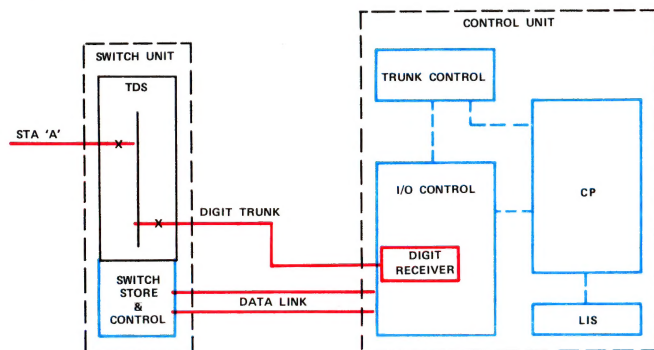 CONTROL UNIT
SWITCH UNIT
TDS
TRUNK CONTROL
STA 'A'
I/O CONTROL
CP
DIGIT TRUNK
DIGIT
RECEIVER
SWITCH
STORE
&
CONTROL
DATA LINK
LIS